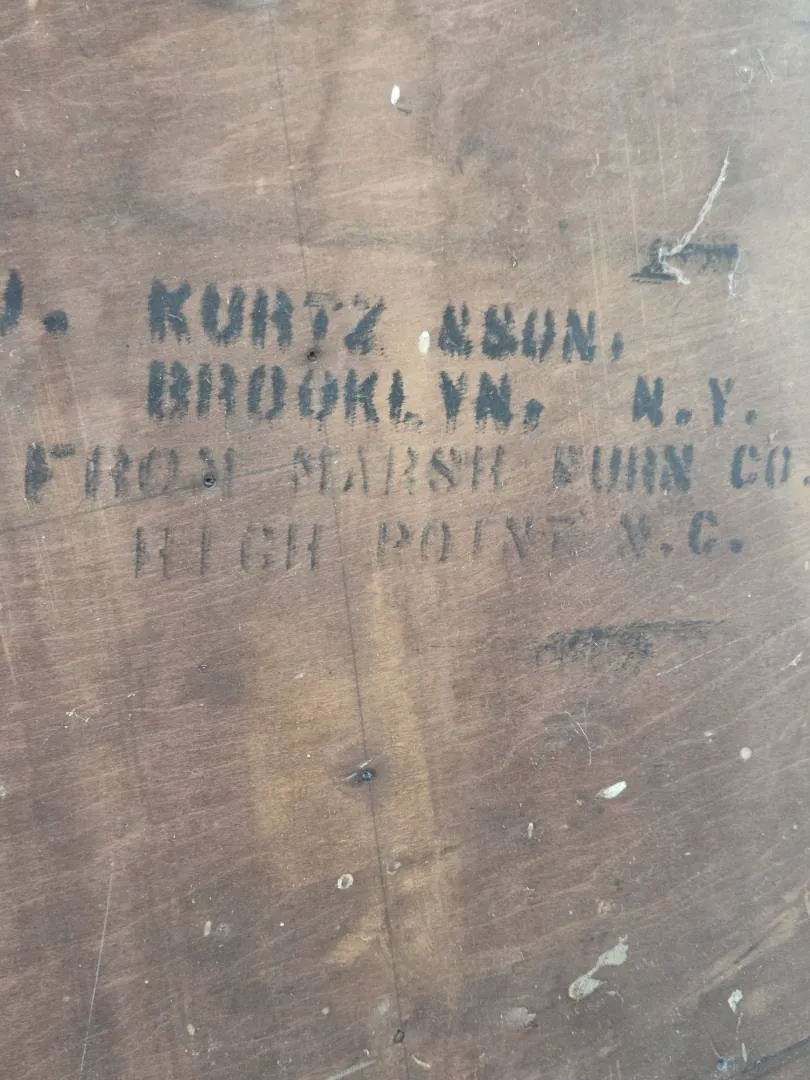 J. KURTZ & SON,
BROOKLYN, N.Y.
FROM MARSH FURN CO.
HIGH POINT N.C.